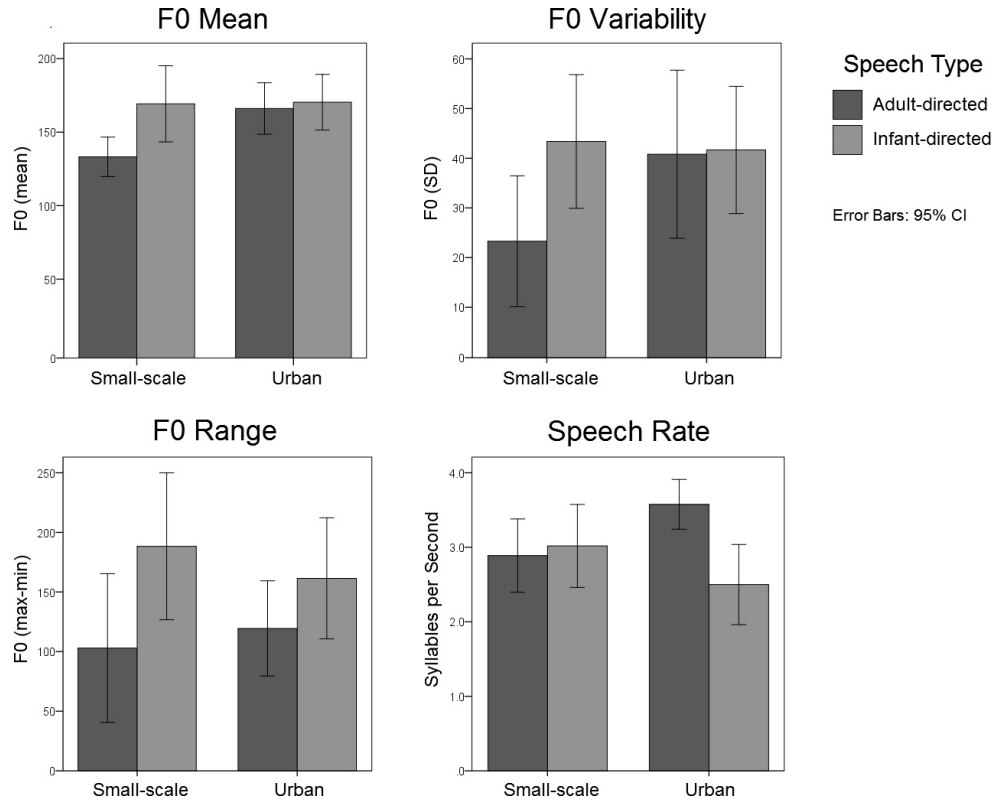 F0 Mean
F0 (mean)
200
150
100
50
0
Small-scale Urban
F0 Variability
F0 (SD)
60
50
40
30
20
10
0
Small-scale Urban
Speech Type
Adult-directed
Infant-directed
Error Bars: 95% CI
F0 Range
F0 (max-min)
250
200
150
100
50
0
Small-scale Urban
Speech Rate
Syllables per Second
4.0
3.0
2.0
1.0
.0
Small-scale Urban